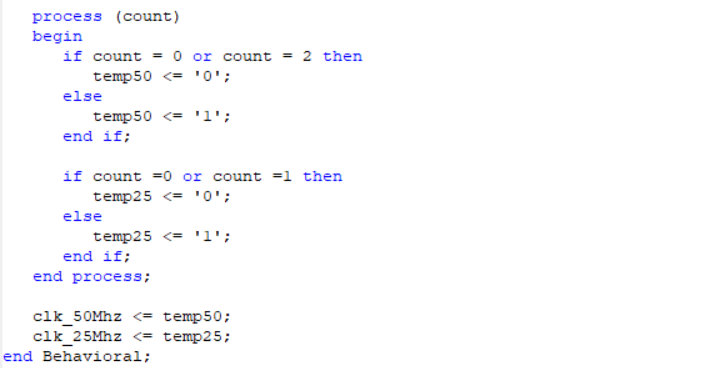 process (count)
begin
if count = 0 or count = 2 then
temp50 <= '0';
else
temp50 <= '1';
end if;
if count =0 or count =1 then
temp25 <= '0';
else
temp25 <= '1';
end if;
end process;
clk_50Mhz <= temp50;
clk_25Mhz <= temp25;
end Behavioral;